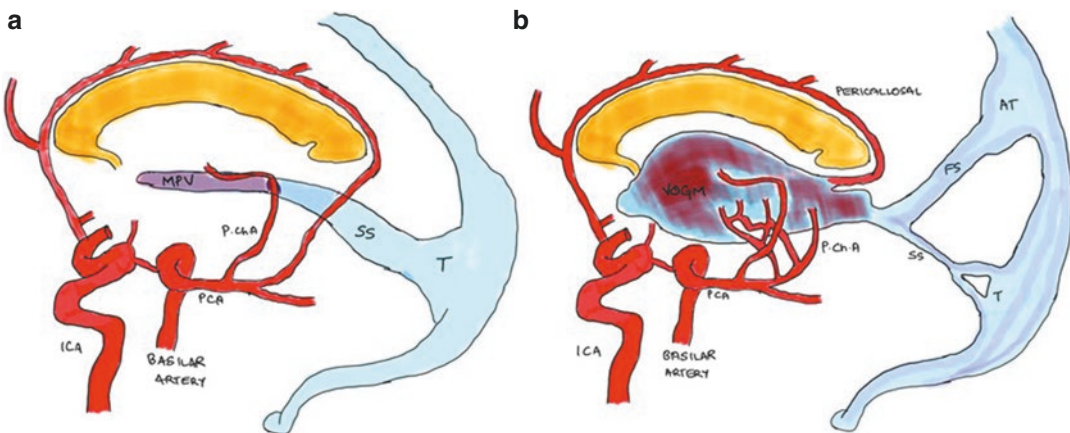 a
MPV
P.ChA
SS
T
PCA
ICA
BASILAR
ARTERY
b
PERICALLOSAL
AT
FS
VOGM
P.Ch.A
SS
T
PCA
ICA
BASILAR
ARTERY